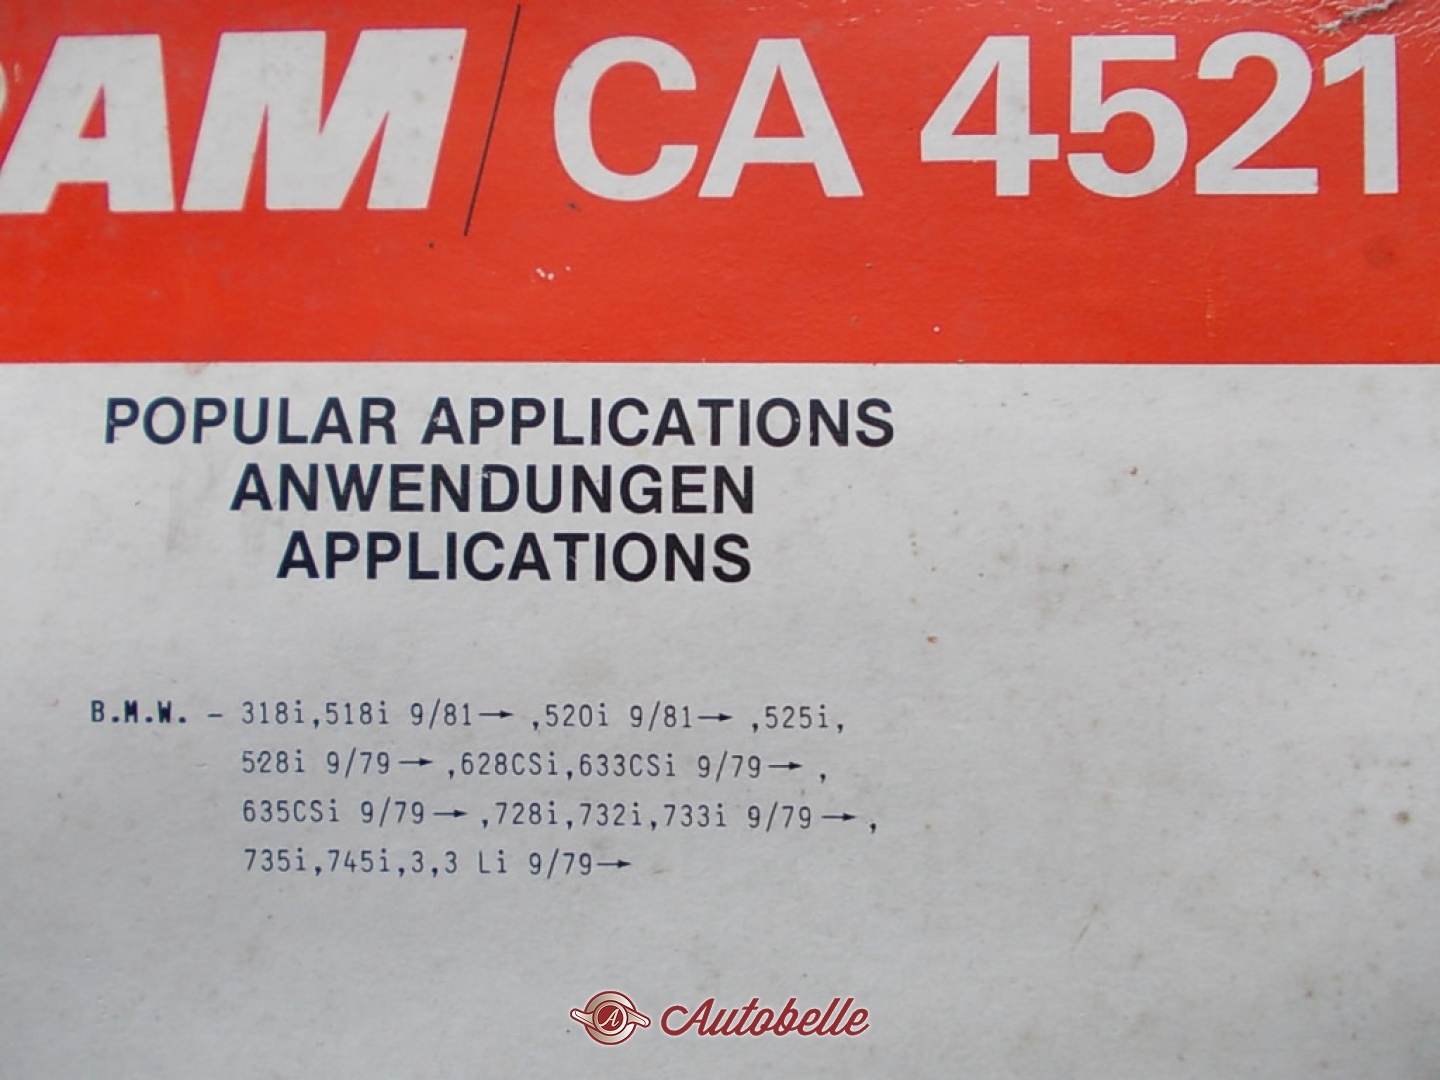 RAM / CA 4521
POPULAR APPLICATIONS
ANWENDUNGEN
APPLICATIONS
B.M.W. - 318i,518i 9/81→ ,520i 9/81→ ,525i,
528i 9/79→ ,628CSi,633CSi 9/79→ ,
635CSi 9/79→ ,728i,732i,733i 9/79→ ,
735i,745i,3,3 Li 9/79→
A Autobelle